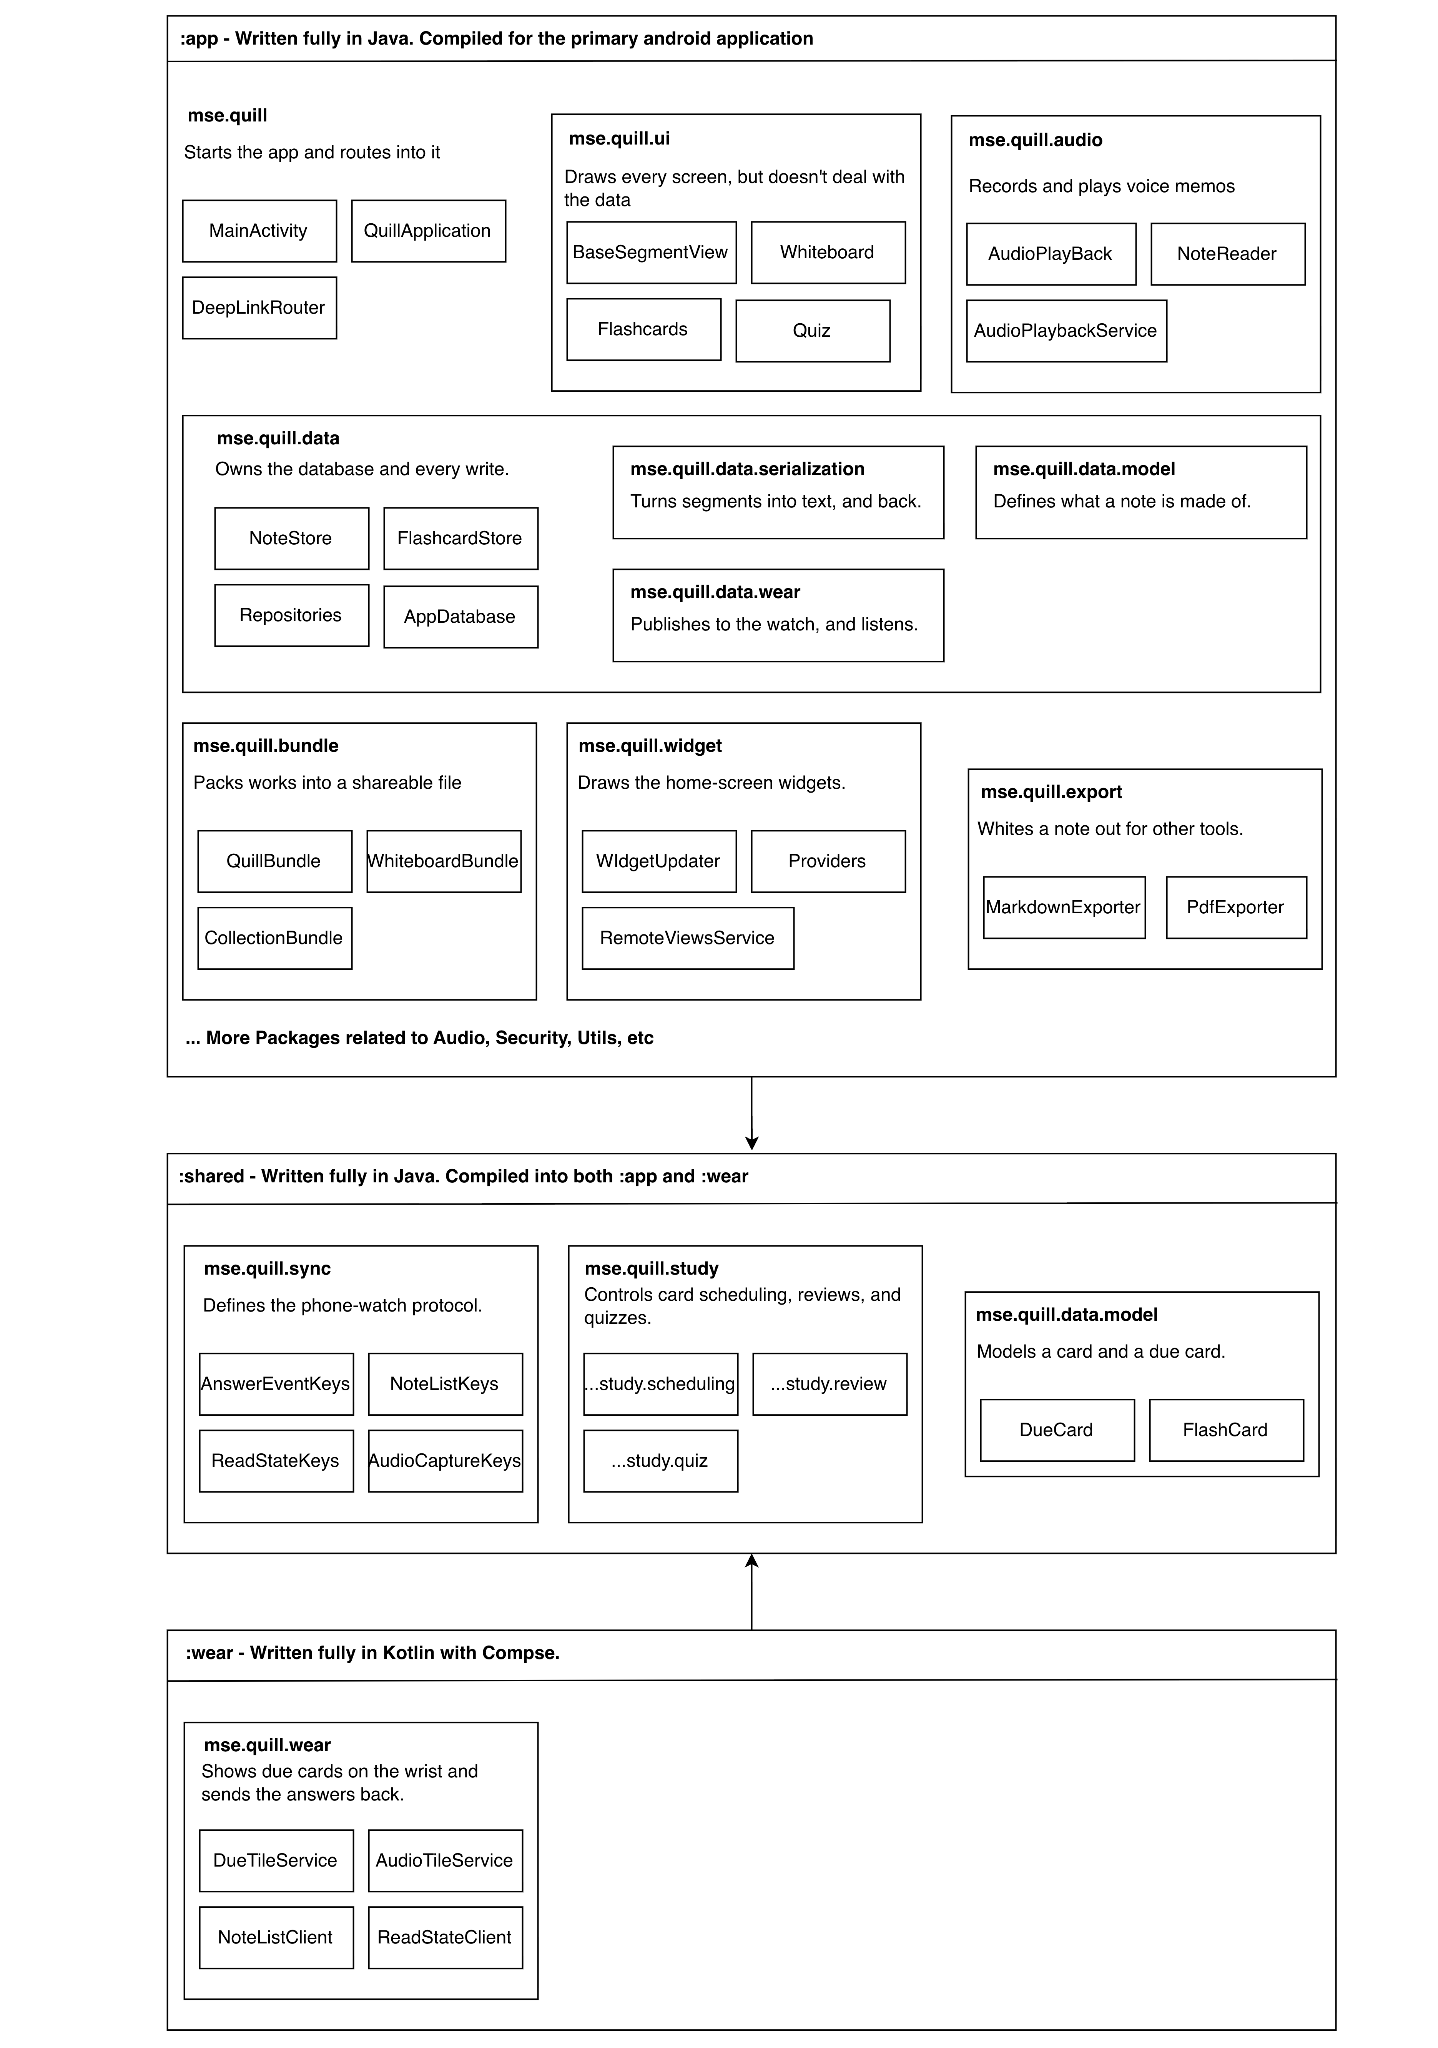 :app - Written fully in Java. Compiled for the primary android application
mse.quill
Starts the app and routes into it
MainActivity
QuillApplication
DeepLinkRouter
mse.quill.ui
Draws every screen, but doesn't deal with
the data
BaseSegmentView
Whiteboard
Flashcards
Quiz
mse.quill.audio
Records and plays voice memos
AudioPlayBack
NoteReader
AudioPlaybackService
mse.quill.data
Owns the database and every write.
NoteStore
FlashcardStore
Repositories
AppDatabase
mse.quill.data.serialization
Turns segments into text, and back.
mse.quill.data.model
Defines what a note is made of.
mse.quill.data.wear
Publishes to the watch, and listens.
mse.quill.bundle
Packs works into a shareable file
QuillBundle
WhiteboardBundle
CollectionBundle
mse.quill.widget
Draws the home-screen widgets.
WIdgetUpdater
Providers
RemoteViewsService
mse.quill.export
Whites a note out for other tools.
MarkdownExporter
PdfExporter
... More Packages related to Audio, Security, Utils, etc
:shared - Written fully in Java. Compiled into both :app and :wear
mse.quill.sync
Defines the phone-watch protocol.
AnswerEventKeys
NoteListKeys
ReadStateKeys
AudioCaptureKeys
mse.quill.study
Controls card scheduling, reviews, and
quizzes.
...study.scheduling
...study.review
...study.quiz
mse.quill.data.model
Models a card and a due card.
DueCard
FlashCard
:wear - Written fully in Kotlin with Compse.
mse.quill.wear
Shows due cards on the wrist and
sends the answers back.
DueTileService
AudioTileService
NoteListClient
ReadStateClient